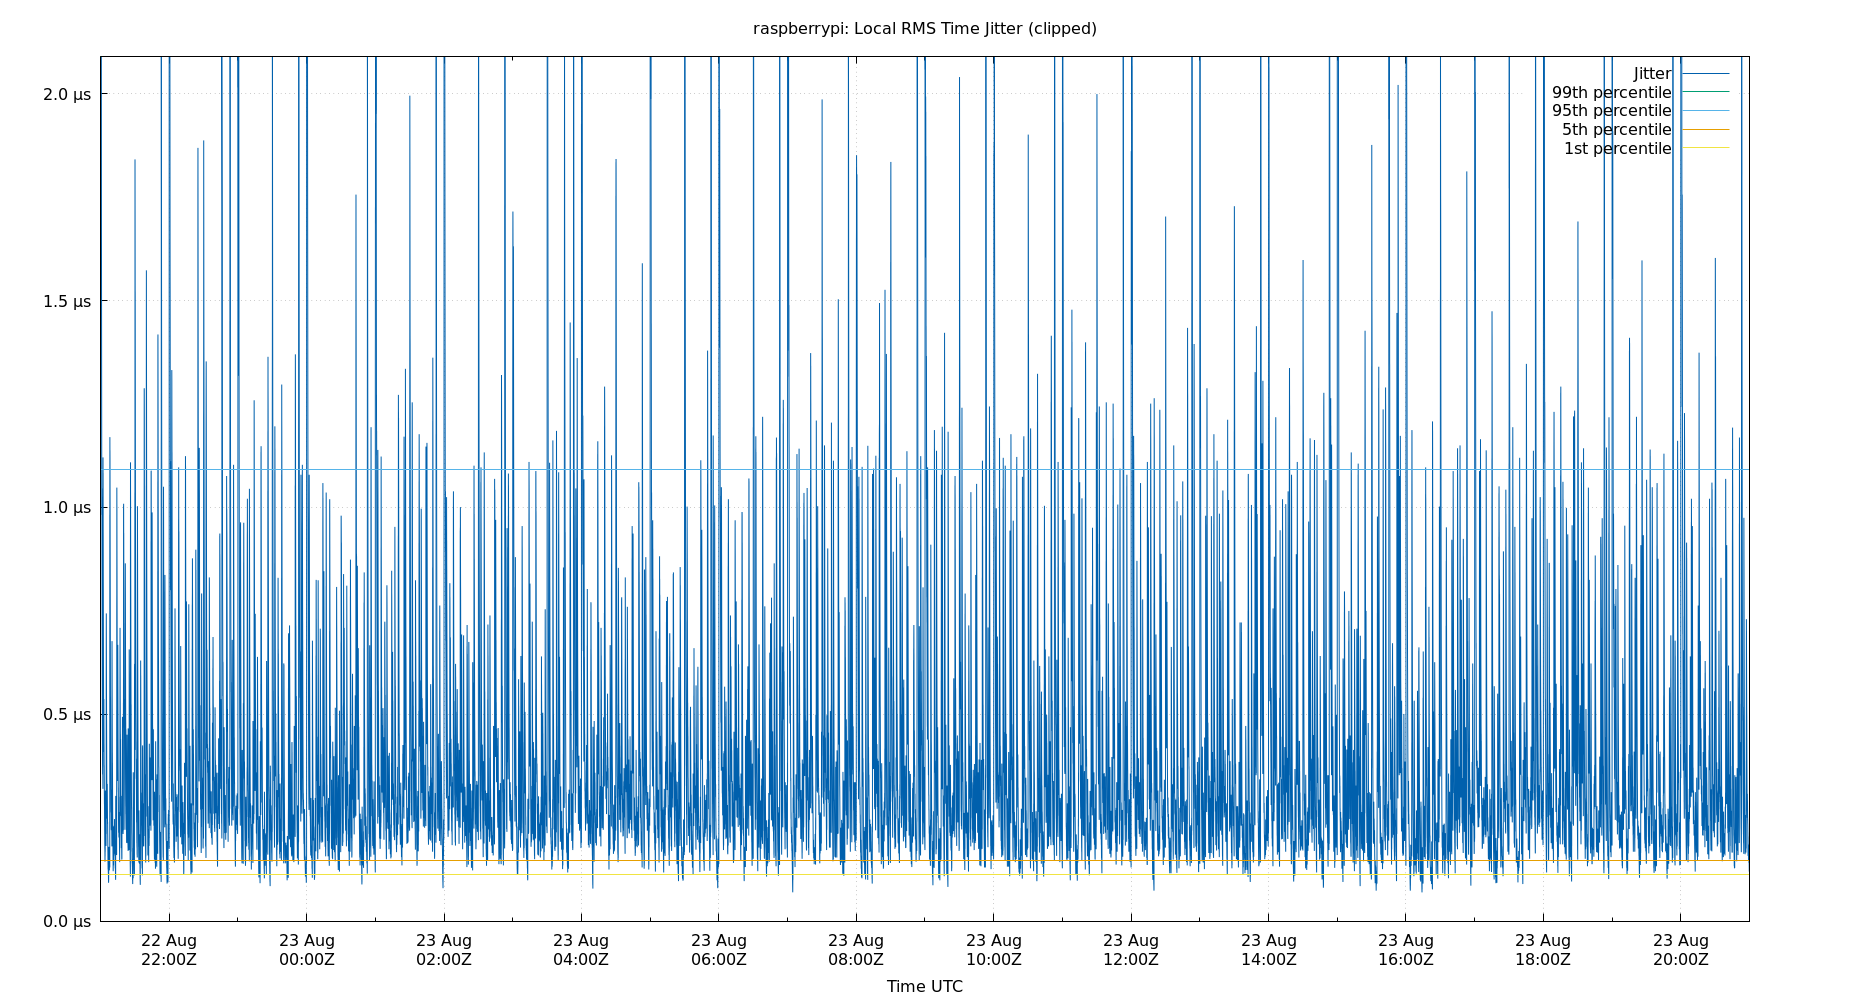 raspberrypi: Local RMS Time Jitter (clipped)
2.0 µs
1.5 µs
1.0 µs
0.5 µs
0.0 µs
Jitter
99th percentile
95th percentile
5th percentile
1st percentile
22 Aug 23 Aug 23 Aug 23 Aug 23 Aug 23 Aug 23 Aug 23 Aug 23 Aug 23 Aug 23 Aug 23 Aug
22:00Z 00:00Z 02:00Z 04:00Z 06:00Z 08:00Z 10:00Z 12:00Z 14:00Z 16:00Z 18:00Z 20:00Z
Time UTC